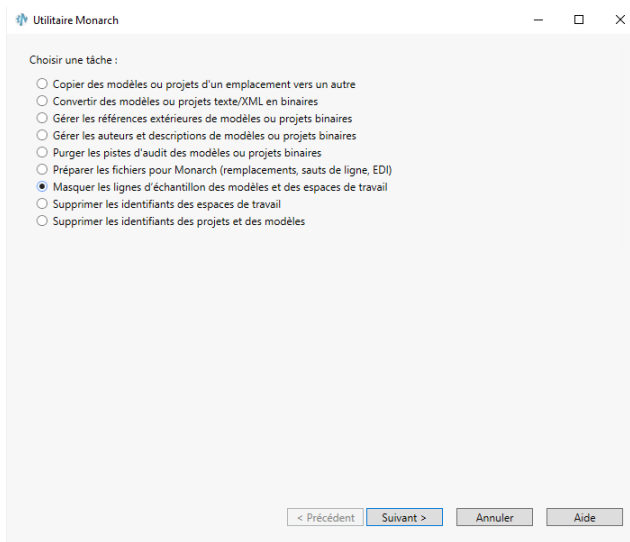 Utilitaire Monarch
Choisir une tâche :
Copier des modèles ou projets d'un emplacement vers un autre
Convertir des modèles ou projets texte/XML en binaires
Gérer les références extérieures de modèles ou projets binaires
Gérer les auteurs et descriptions de modèles ou projets binaires
Purger les pistes d'audit des modèles ou projets binaires
Préparer les fichiers pour Monarch (remplacements, sauts de ligne, EDI)
Masquer les lignes d’échantillon des modèles et des espaces de travail
Supprimer les identifiants des espaces de travail
Supprimer les identifiants des projets et des modèles
< Précédent Suivant > Annuler Aide